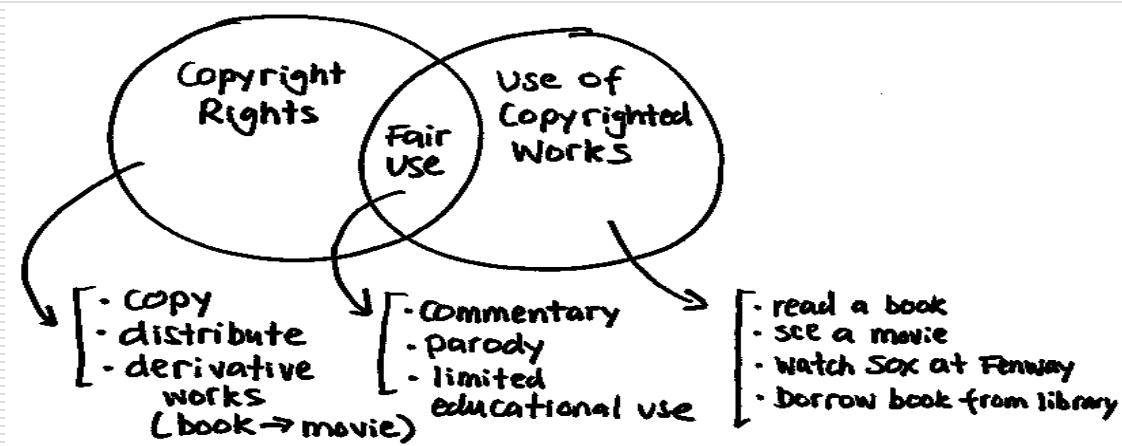 Copyright
Rights
Fair
Use
Use of
Copyrighted
Works
- copy
- distribute
- derivative
works
(book → movie)
- commentary
- parody
- limited
educational use
- read a book
- see a movie
- watch Sox at Fenway
- borrow book from library